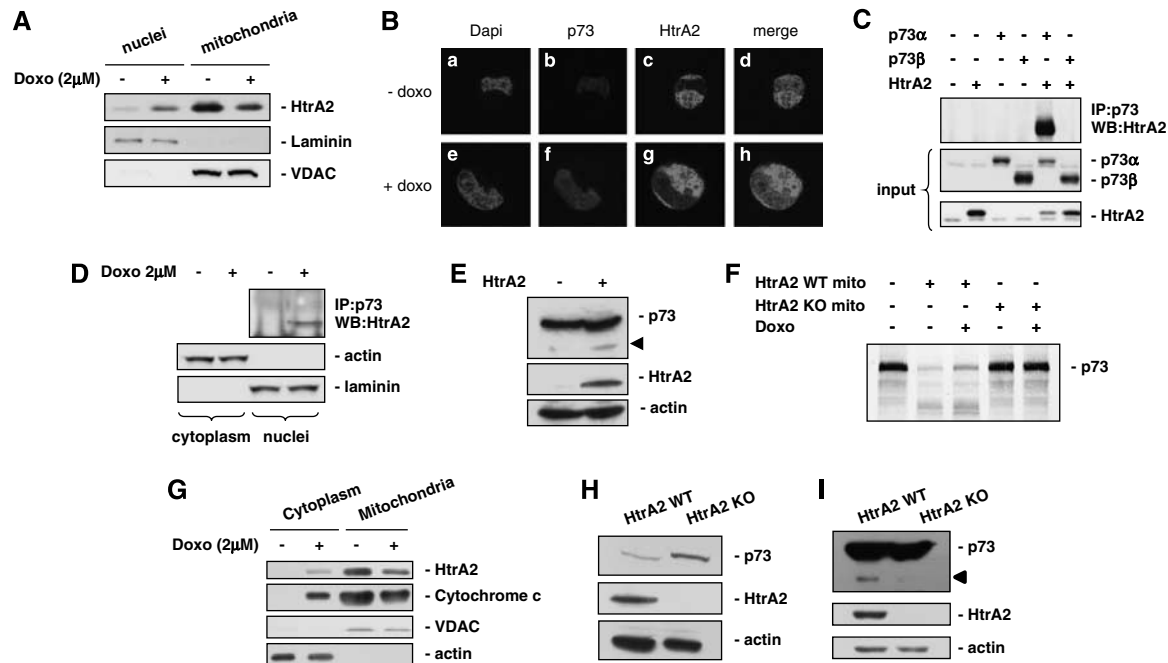 A
nuclei mitochondria
Doxo (2µM) - + - +
- HtrA2
- Laminin
- VDAC
B
Dapi p73 HtrA2 merge
- doxo
a b c d
+ doxo
e f g h
C
p73α - - + - + -
p73β - - - + - +
HtrA2 - + - - + +
IP:p73
WB:HtrA2
input
- p73α
- p73β
- HtrA2
D
Doxo 2µM - + - +
IP:p73
WB:HtrA2
- actin
- laminin
cytoplasm nuclei
E
HtrA2 - +
- p73
- HtrA2
- actin
F
HtrA2 WT mito - + + - -
HtrA2 KO mito - - - + +
Doxo - - + - +
- p73
G
Cytoplasm Mitochondria
Doxo (2µM) - + - +
- HtrA2
- Cytochrome c
- VDAC
- actin
H
HtrA2 WT HtrA2 KO
- p73
- HtrA2
- actin
I
HtrA2 WT HtrA2 KO
- p73
- HtrA2
- actin